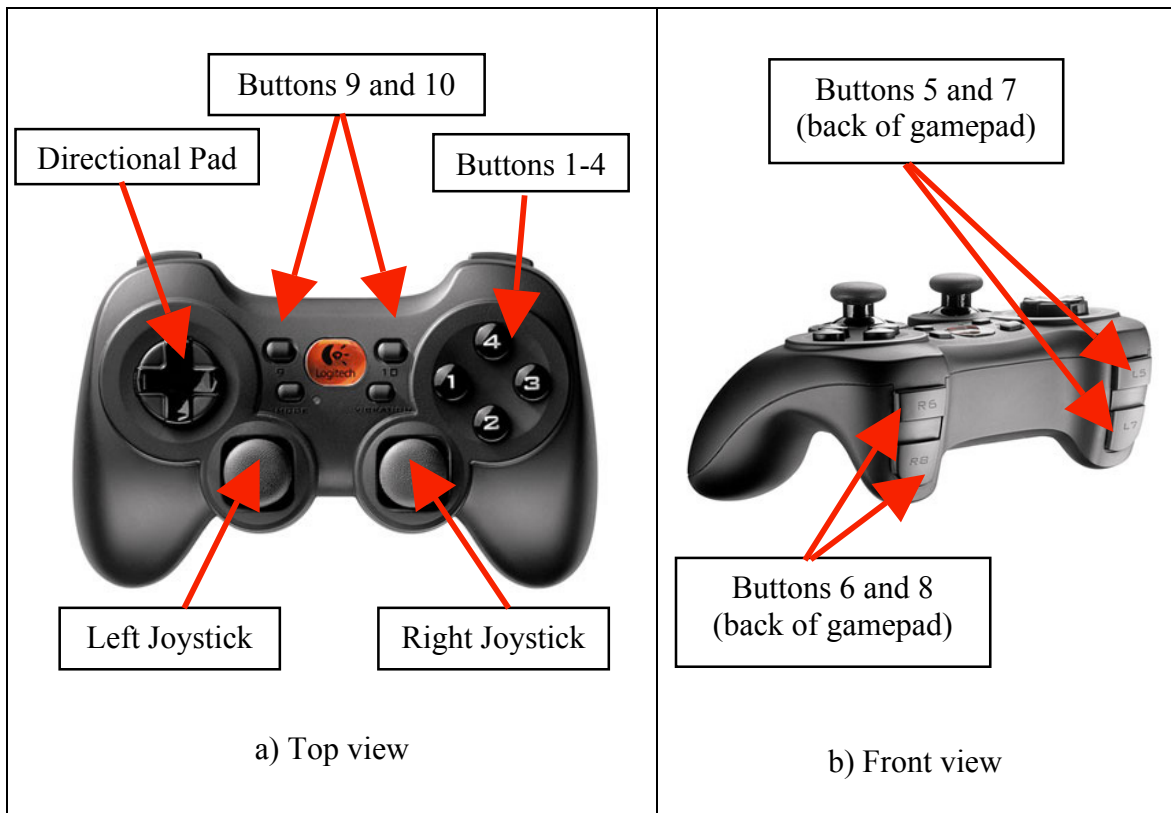 Buttons 9 and 10
Directional Pad
Buttons 1-4
4
9
Logitech
10
1
3
MODE
VIBRATION
2
Left Joystick
Right Joystick
a) Top view
Buttons 5 and 7
(back of gamepad)
L5
R6
L7
R8
Buttons 6 and 8
(back of gamepad)
b) Front view